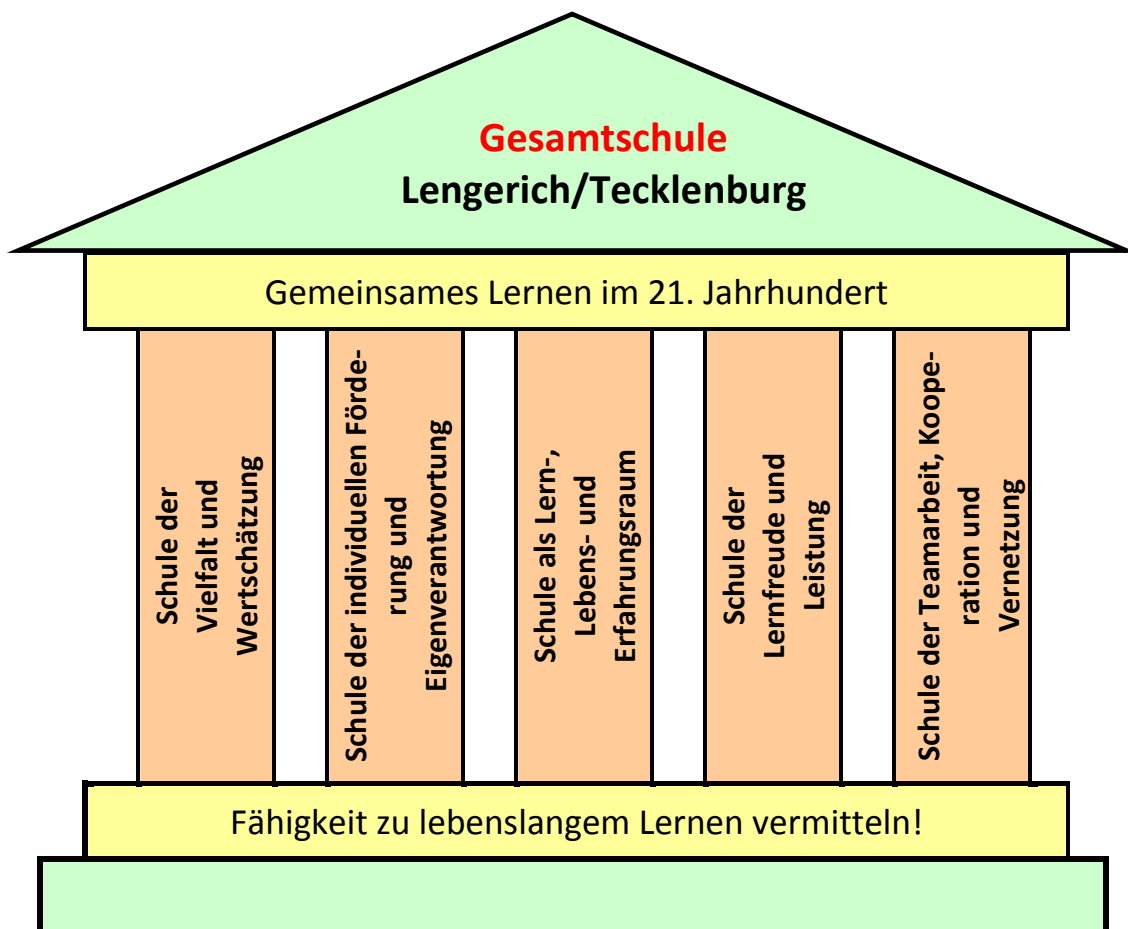 Gesamtschule
Lengerich/Tecklenburg
Gemeinsames Lernen im 21. Jahrhundert
Schule der
Vielfalt und
Wertschätzung
Schule der individuellen Förde-
rung und
Eigenverantwortung
Schule als Lern-,
Lebens- und
Erfahrungsraum
Schule der
Lernfreude und
Leistung
Schule der Teamarbeit, Koope-
ration und
Vernetzung
Fähigkeit zu lebenslangem Lernen vermitteln!